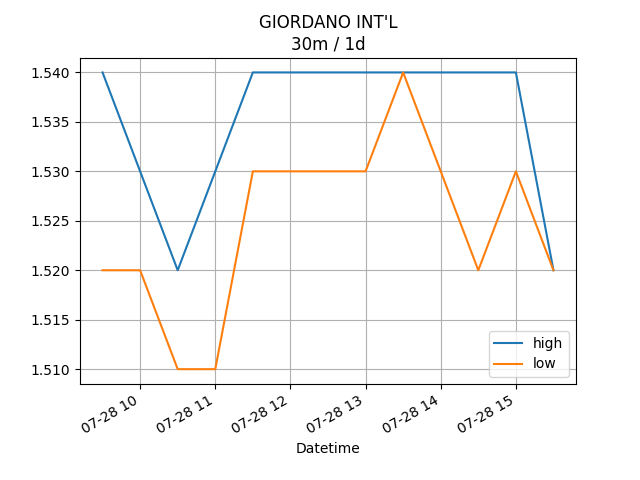 GIORDANO INT'L
30m / 1d
1.540
1.535
1.530
1.525
1.520
1.515
1.510
high
low
07-28 10
07-28 11
07-28 12
07-28 13
07-28 14
07-28 15
Datetime